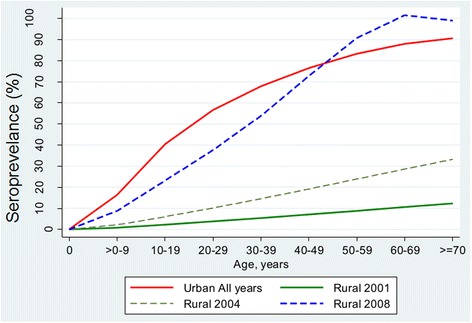 Seroprevelance (%)
100
90
80
70
60
50
40
30
20
10
0
0 >0-9 10-19 20-29 30-39 40-49 50-59 60-69 >=70
Age, years
Urban All years Rural 2001
Rural 2004 Rural 2008